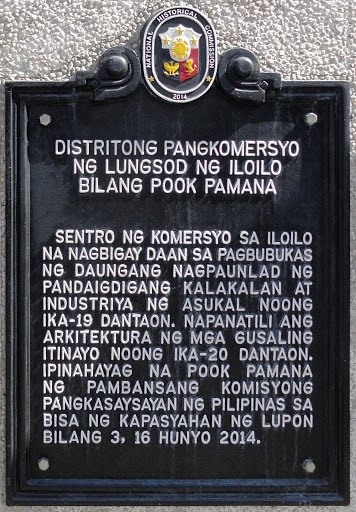 NATIONAL HISTORICAL COMMISSION
2014
DISTRITONG PANGKOMERSYO
NG LUNGSOD NG ILOILO
BILANG POOK PAMANA
SENTRO NG KOMERSYO SA ILOILO
NA NAGBIGAY DAAN SA PAGBUBUKAS
NG DAUNGANG NAGPAUNLAD NG
PANDAIGDIGANG KALAKALAN AT
INDUSTRIYA NG ASUKAL NOONG
IKA-19 DANTAON. NAPANATILI ANG
ARKITEKTURA NG MGA GUSALING
ITINAYO NOONG IKA-20 DANTAON.
IPINAHAYAG NA POOK PAMANA
NG PAMBANSANG KOMISYONG
PANGKASAYSAYAN NG PILIPINAS SA
BISA NG KAPASYAHAN NG LUPON
BILANG 3, 16 HUNYO 2014.